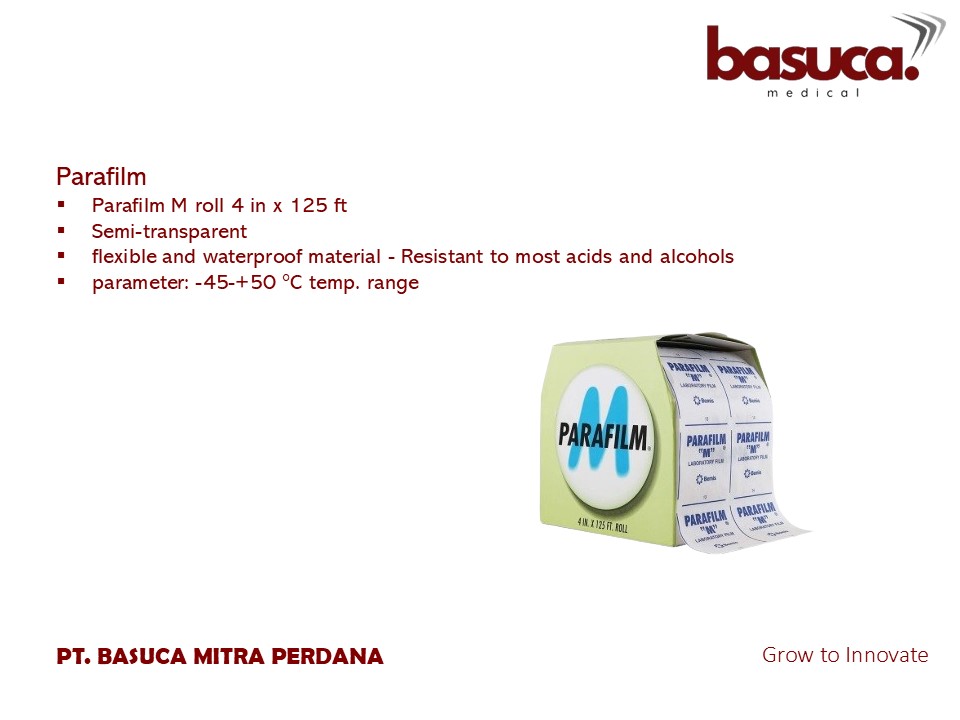 basuca.
medical
Parafilm
▪ Parafilm M roll 4 in x 125 ft
▪ Semi-transparent
▪ flexible and waterproof material - Resistant to most acids and alcohols
▪ parameter: -45-+50 °C temp. range
M
PARAFILM®
4 IN. X 125 FT. ROLL
PARAFILM PARAFILM
"M"® "M"®
LABORATORY FILM LABORATORY FILM
Bemis Bemis
PARAFILM PARAFILM
"M"® "M"®
LABORATORY FILM LABORATORY FILM
Bemis Bemis
PARAFILM PARAFILM
"M"® "M"®
LABORATORY FILM LABORATORY FILM
Bemis
PT. BASUCA MITRA PERDANA
Grow to Innovate